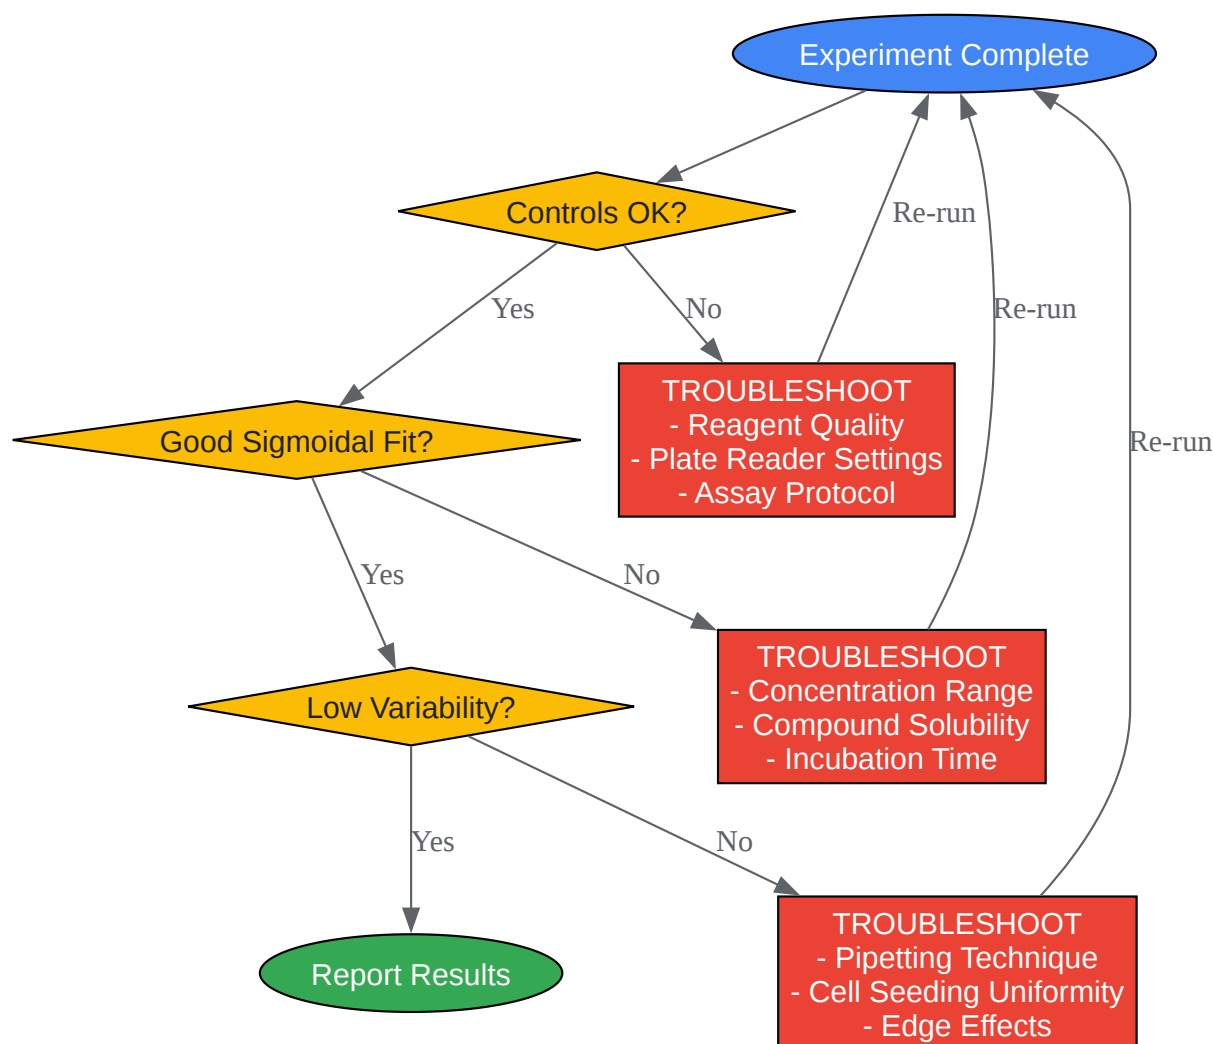 Experiment Complete
Controls OK?
Re-run
Yes
No
Re-run
TROUBLESHOOT
- Reagent Quality
- Plate Reader Settings
- Assay Protocol
Good Sigmoidal Fit?
Re-run
Yes
No
TROUBLESHOOT
- Concentration Range
- Compound Solubility
- Incubation Time
Low Variability?
Yes
No
TROUBLESHOOT
- Pipetting Technique
- Cell Seeding Uniformity
- Edge Effects
Report Results